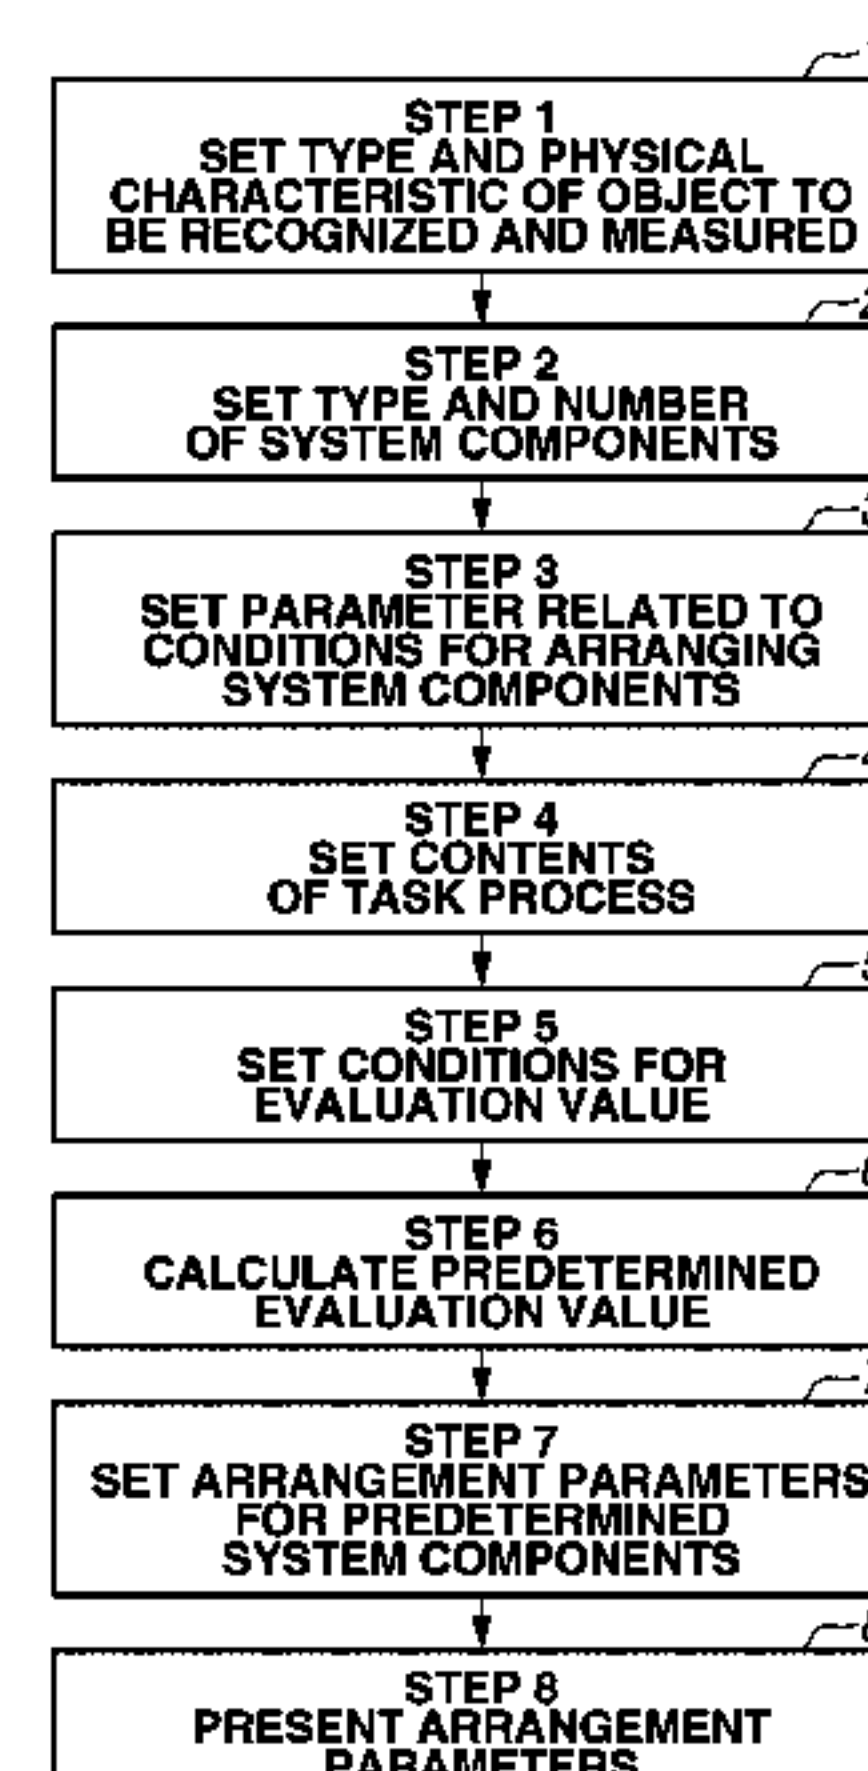 STEP 1
SET TYPE AND PHYSICAL
CHARACTERISTIC OF OBJECT TO
BE RECOGNIZED AND MEASURED
STEP 2
SET TYPE AND NUMBER
OF SYSTEM COMPONENTS
STEP 3
SET PARAMETER RELATED TO
CONDITIONS FOR ARRANGING
SYSTEM COMPONENTS
STEP 4
SET CONTENTS
OF TASK PROCESS
STEP 5
SET CONDITIONS FOR
EVALUATION VALUE
STEP 6
CALCULATE PREDETERMINED
EVALUATION VALUE
STEP 7
SET ARRANGEMENT PARAMETERS
FOR PREDETERMINED
SYSTEM COMPONENTS
STEP 8
PRESENT ARRANGEMENT
PARAMETERS